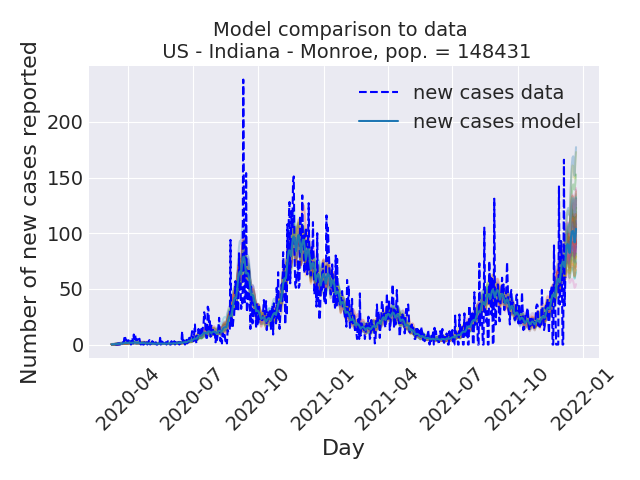 Model comparison to data
US - Indiana - Monroe, pop. = 148431
Number of new cases reported
200
150
100
50
0
new cases data
new cases model
2020-04
2020-07
2020-10
2021-01
2021-04
2021-07
2021-10
2022-01
Day